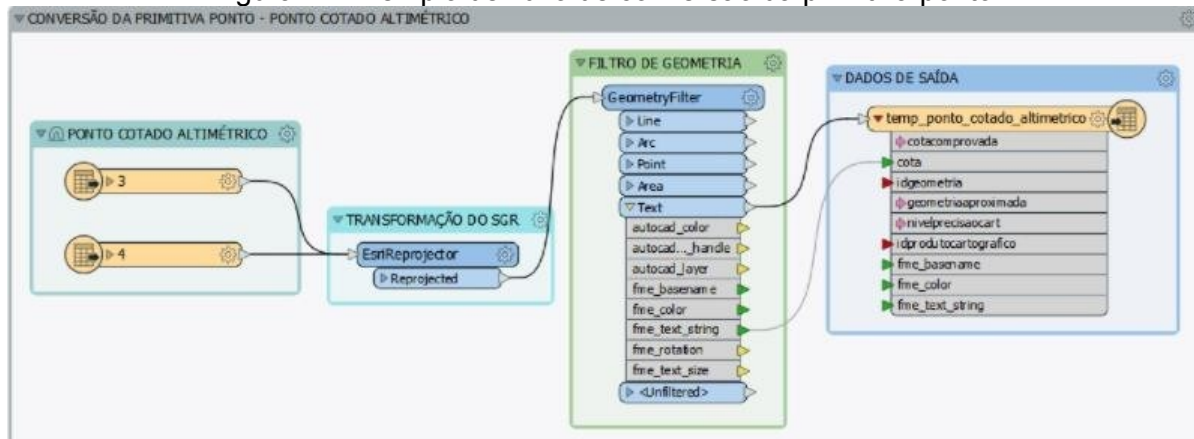 CONVERSÃO DA PRIMITIVA PONTO - PONTO COTADO ALTIMÉTRICO
PONTO COTADO ALTIMÉTRICO
3
4
TRANSFORMAÇÃO DO SGR
EsriReprojector
Reprojected
FILTRO DE GEOMETRIA
GeometryFilter
Line
Arc
Point
Area
Text
autocad_color
autocad..._handle
autocad_layer
fme_basename
fme_color
fme_text_string
fme_rotation
fme_text_size
<Unfiltered>
DADOS DE SAÍDA
temp_ponto_cotado_altimetrico
cotacomprovada
cota
idgeometria
geometriaaproximada
nivelprecisaocart
idprodutocartografico
fme_basename
fme_color
fme_text_string